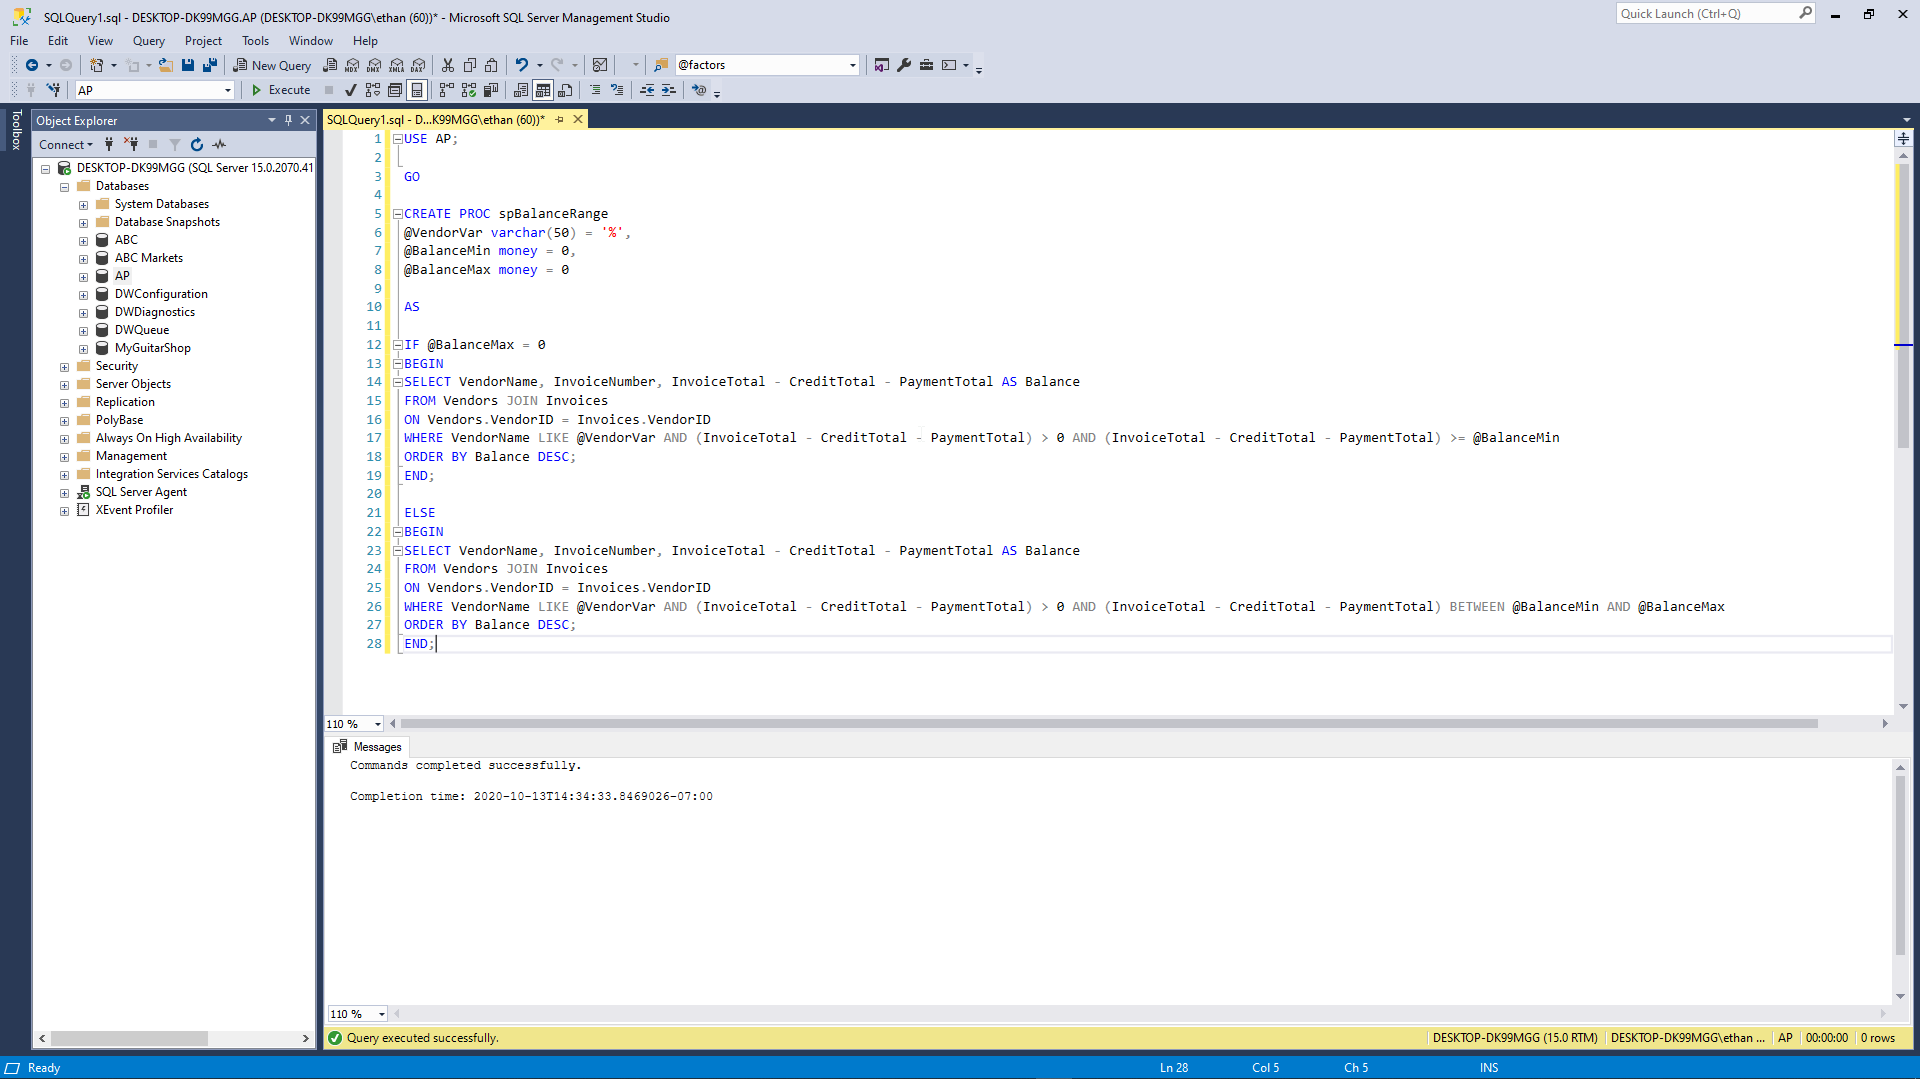 SQLQuery1.sql - DESKTOP-DK99MGG.AP (DESKTOP-DK99MGG\ethan (60))* - Microsoft SQL Server Management Studio
Quick Launch (Ctrl+Q)
File Edit View Query Project Tools Window Help
New Query MDX DMX XMLA DAX @factors
AP Execute
Toolbox
Object Explorer
Connect
DESKTOP-DK99MGG (SQL Server 15.0.2070.41
Databases
System Databases
Database Snapshots
ABC
ABC Markets
AP
DWConfiguration
DWDiagnostics
DWQueue
MyGuitarShop
Security
Server Objects
Replication
PolyBase
Always On High Availability
Management
Integration Services Catalogs
SQL Server Agent
XEvent Profiler
SQLQuery1.sql - D...K99MGG\ethan (60))*
1 USE AP;
2
3 GO
4
5 CREATE PROC spBalanceRange
6 @VendorVar varchar(50) = '%',
7 @BalanceMin money = 0,
8 @BalanceMax money = 0
9
10 AS
11
12 IF @BalanceMax = 0
13 BEGIN
14 SELECT VendorName, InvoiceNumber, InvoiceTotal - CreditTotal - PaymentTotal AS Balance
15 FROM Vendors JOIN Invoices
16 ON Vendors.VendorID = Invoices.VendorID
17 WHERE VendorName LIKE @VendorVar AND (InvoiceTotal - CreditTotal - PaymentTotal) > 0 AND (InvoiceTotal - CreditTotal - PaymentTotal) >= @BalanceMin
18 ORDER BY Balance DESC;
19 END;
20
21 ELSE
22 BEGIN
23 SELECT VendorName, InvoiceNumber, InvoiceTotal - CreditTotal - PaymentTotal AS Balance
24 FROM Vendors JOIN Invoices
25 ON Vendors.VendorID = Invoices.VendorID
26 WHERE VendorName LIKE @VendorVar AND (InvoiceTotal - CreditTotal - PaymentTotal) > 0 AND (InvoiceTotal - CreditTotal - PaymentTotal) BETWEEN @BalanceMin AND @BalanceMax
27 ORDER BY Balance DESC;
28 END;
110 %
Messages
Commands completed successfully.
Completion time: 2020-10-13T14:34:33.8469026-07:00
110 %
Query executed successfully. DESKTOP-DK99MGG (15.0 RTM) DESKTOP-DK99MGG\ethan ... AP 00:00:00 0 rows
Ready Ln 28 Col 5 Ch 5 INS